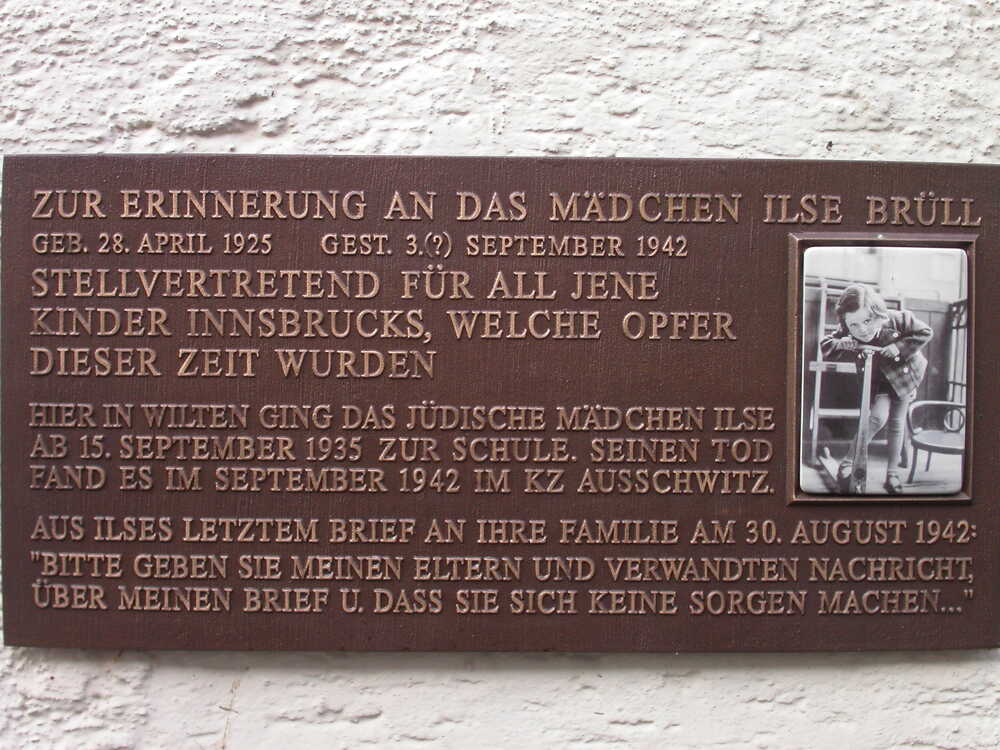 ZUR ERINNERUNG AN DAS MÄDCHEN ILSE BRÜLL
GEB. 28. APRIL 1925 GEST. 3.(?) SEPTEMBER 1942
STELLVERTRETEND FÜR ALL JENE
KINDER INNSBRUCKS, WELCHE OPFER
DIESER ZEIT WURDEN
HIER IN WILTEN GING DAS JÜDISCHE MÄDCHEN ILSE
AB 15. SEPTEMBER 1935 ZUR SCHULE. SEINEN TOD
FAND ES IM SEPTEMBER 1942 IM KZ AUSSCHWITZ.
AUS ILSES LETZTEM BRIEF AN IHRE FAMILIE AM 30. AUGUST 1942:
"BITTE GEBEN SIE MEINEN ELTERN UND VERWANDTEN NACHRICHT,
ÜBER MEINEN BRIEF U. DASS SIE SICH KEINE SORGEN MACHEN..."